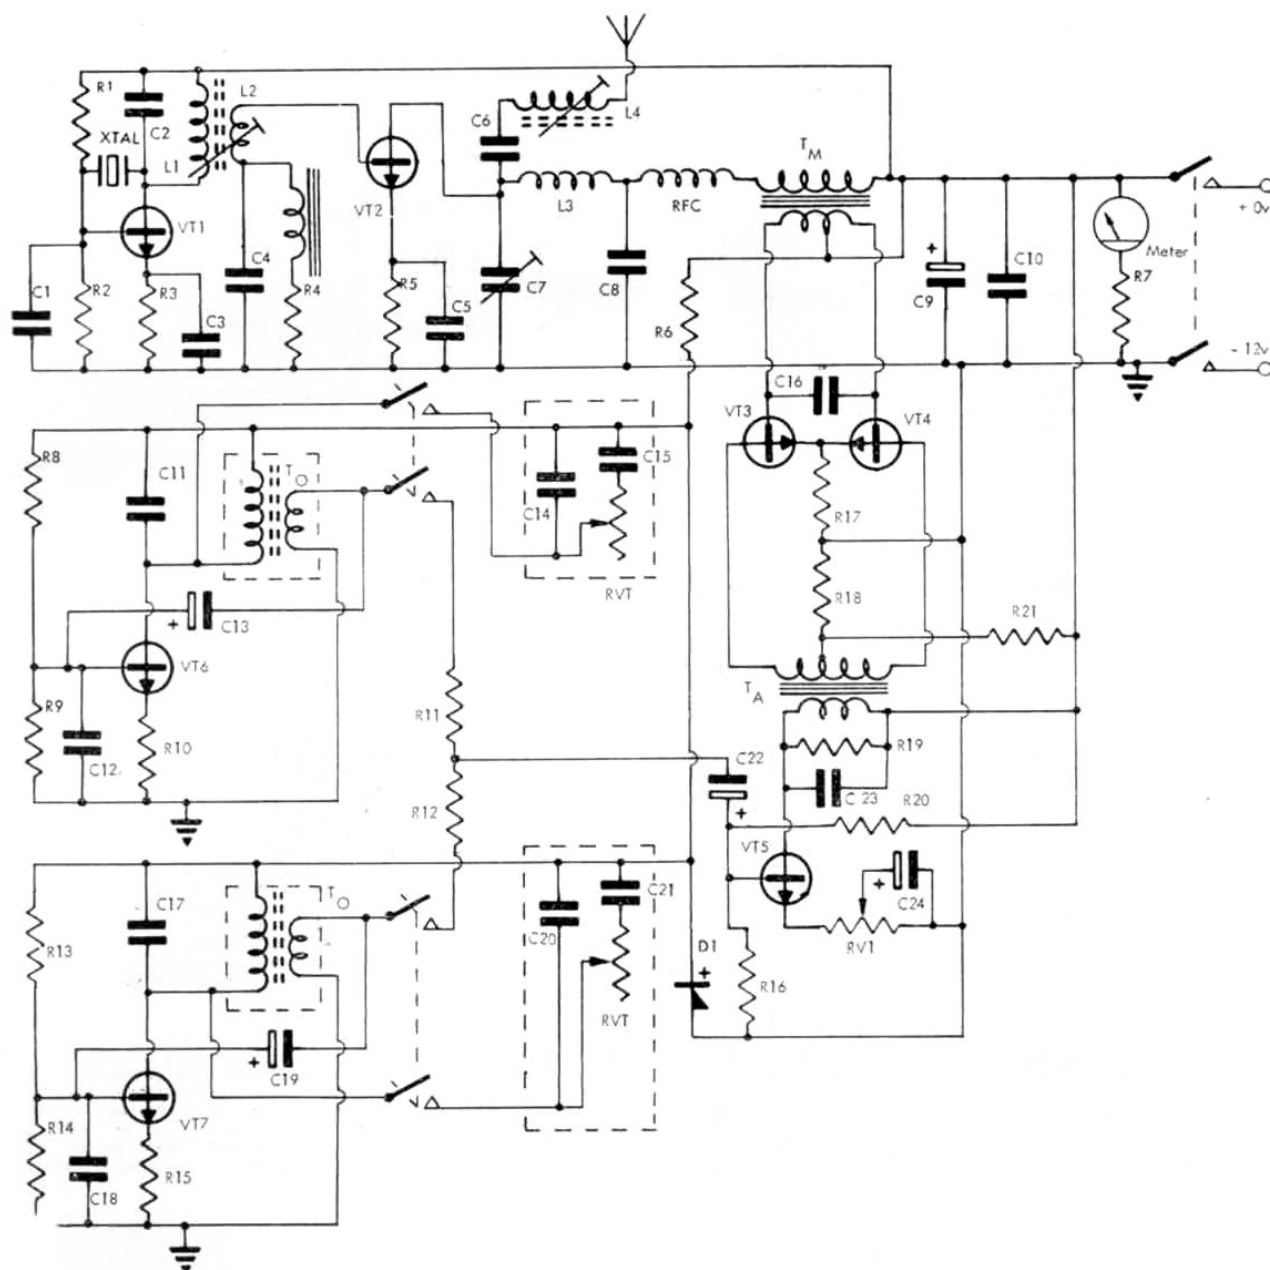 R1
XTAL
C2
L2
L1
VT1
C1
R2
R3
C3
C4
R4
VT2
R5
C5
C6
L4
L3
RFC
T M
C7
C8
R6
C9
C10
Meter
R7
+ 0v
- 12v
R8
C11
T O
C13
VT6
R9
C12
R10
C14
C15
RVT
R11
R12
C16
VT3
VT4
R17
R18
R21
T A
R19
C 23
C22
R20
VT5
C24
RV1
D1
R16
R13
C17
T O
C19
VT7
R14
C18
R15
C20
C21
RVT